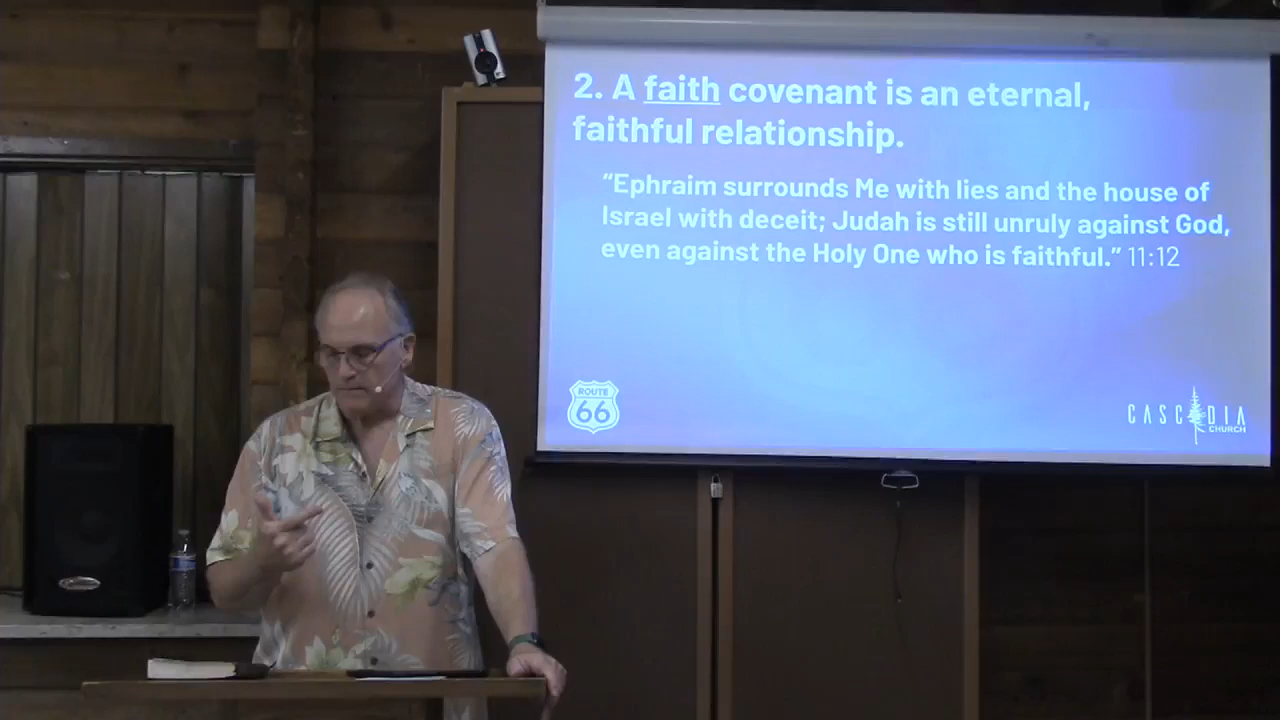 2. A faith covenant is an eternal,
faithful relationship.
“Ephraim surrounds Me with lies and the house of
Israel with deceit; Judah is still unruly against God,
even against the Holy One who is faithful.” 11:12
ROUTE
66
CASCADIA
CHURCH